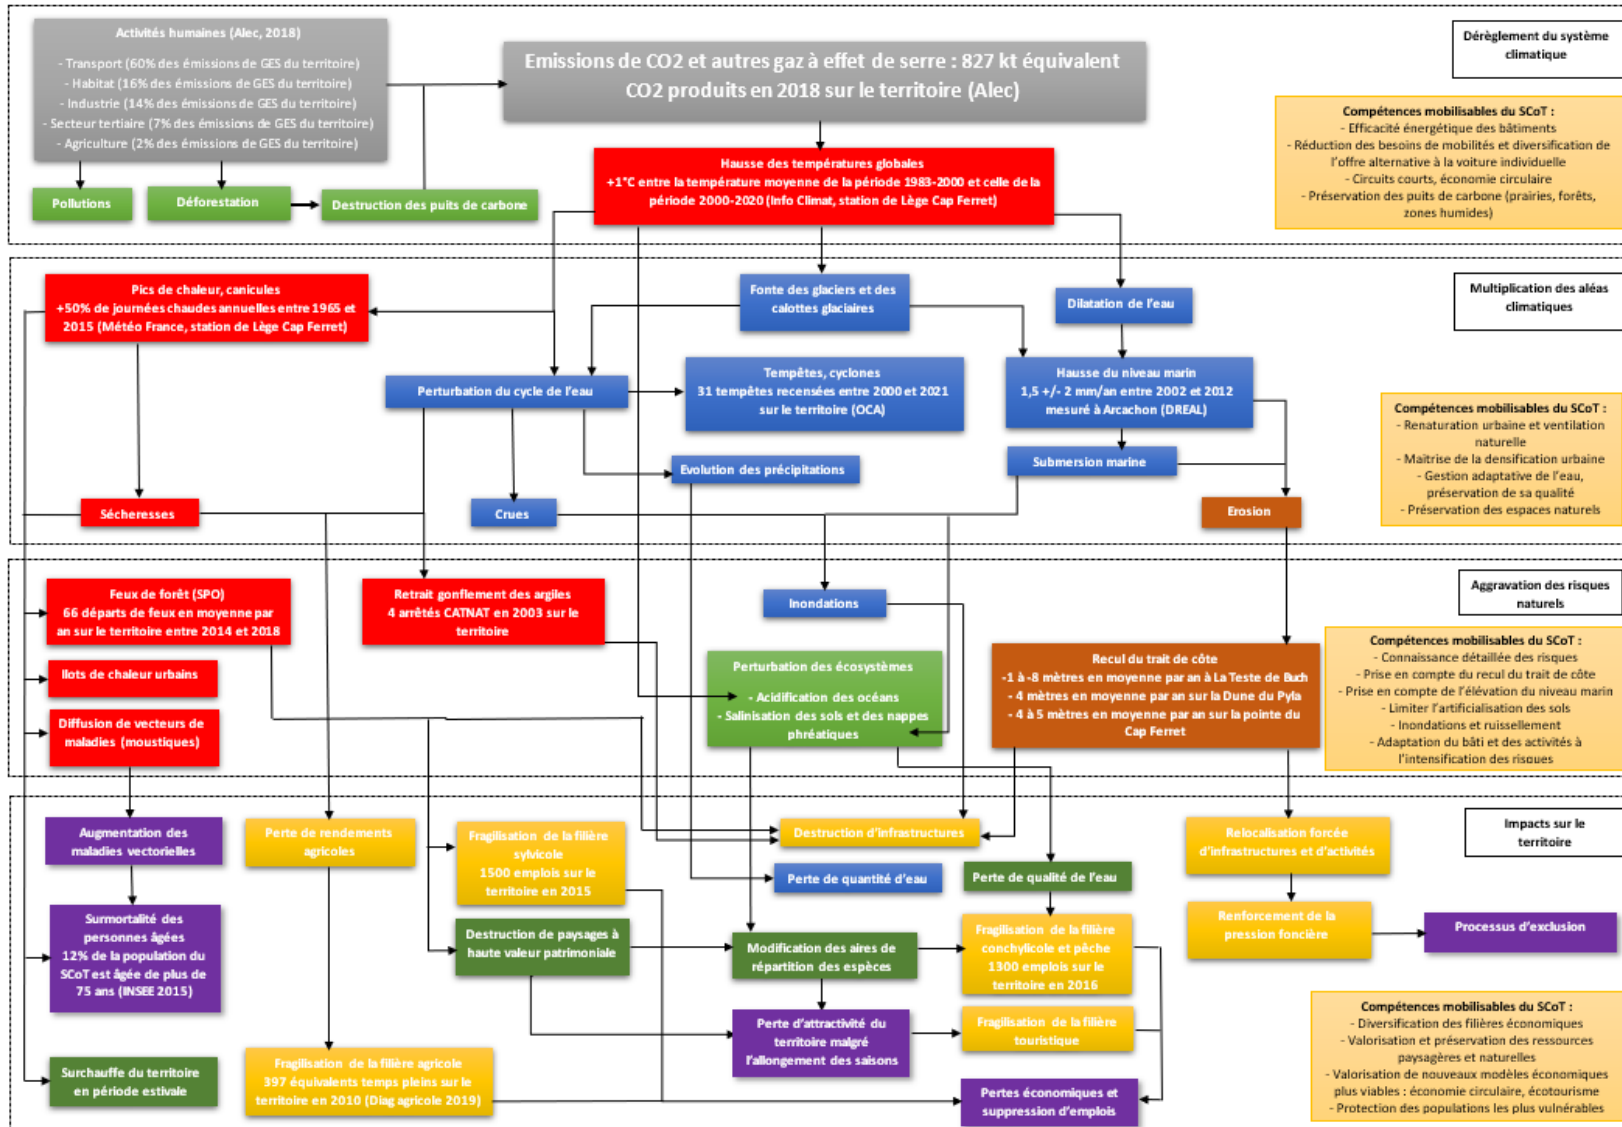 Activités humaines (Alec, 2018)
- Transport (60% des émissions de GES du territoire)
- Habitat (16% des émissions de GES du territoire)
- Industrie (14% des émissions de GES du territoire)
- Secteur tertiaire (7% des émissions de GES du territoire)
- Agriculture (2% des émissions de GES du territoire)
Emissions de CO2 et autres gaz à effet de serre : 827 kt équivalent
CO2 produits en 2018 sur le territoire (Alec)
Dérèglement du système
climatique
Compétences mobilisables du SCoT :
- Efficacité énergétique des bâtiments
- Réduction des besoins de mobilités et diversification de
l'offre alternative à la voiture individuelle
- Circuits courts, économie circulaire
- Préservation des puits de carbone (prairies, forêts,
zones humides)
Pollutions
Déforestation
Destruction des puits de carbone
Hausse des températures globales
+1°C entre la température moyenne de la période 1983-2000 et celle de la
période 2000-2020 (Info Climat, station de Lège Cap Ferret)
Pics de chaleur, canicules
+50% de journées chaudes annuelles entre 1965 et
2015 (Météo France, station de Lège Cap Ferret)
Fonte des glaciers et des
calottes glaciaires
Dilatation de l'eau
Multiplication des aléas
climatiques
Perturbation du cycle de l'eau
Tempêtes, cyclones
31 tempêtes recensées entre 2000 et 2021
sur le territoire (OCA)
Hausse du niveau marin
1,5 +/- 2 mm/an entre 2002 et 2012
mesuré à Arcachon (DREAL)
Compétences mobilisables du SCoT :
- Renaturation urbaine et ventilation
naturelle
- Maitrise de la densification urbaine
- Gestion adaptative de l'eau,
préservation de sa qualité
- Préservation des espaces naturels
Evolution des précipitations
Submersion marine
Sécheresses
Crues
Erosion
Feux de forêt (SPO)
66 départs de feux en moyenne par
an sur le territoire entre 2014 et 2018
Retrait gonflement des argiles
4 arrêtés CATNAT en 2003 sur le
territoire
Inondations
Aggravation des risques
naturels
Ilots de chaleur urbains
Diffusion de vecteurs de
maladies (moustiques)
Perturbation des écosystèmes
- Acidification des océans
- Salinisation des sols et des nappes
phréatiques
Recul du trait de côte
-1 à -8 mètres en moyenne par an à La Teste de Buch
- 4 mètres en moyenne par an sur la Dune du Pyla
- 4 à 5 mètres en moyenne par an sur la pointe du
Cap Ferret
Compétences mobilisables du SCoT :
- Connaissance détaillée des risques
- Prise en compte du recul du trait de côte
- Prise en compte de l'élévation du niveau marin
- Limiter l'artificialisation des sols
- Inondations et ruissellement
- Adaptation du bâti et des activités à
l'intensification des risques
Augmentation des
maladies vectorielles
Perte de rendements
agricoles
Fragilisation de la filière
sylvicole
1500 emplois sur le
territoire en 2015
Destruction d'infrastructures
Relocalisation forcée
d'infrastructures et d'activités
Impacts sur le
territoire
Perte de quantité d'eau
Perte de qualité de l'eau
Surmortalité des
personnes âgées
12% de la population du
SCoT est âgée de plus de
75 ans (INSEE 2015)
Destruction de paysages à
haute valeur patrimoniale
Modification des aires de
répartition des espèces
Fragilisation de la filière
conchylicole et pêche
1300 emplois sur le
territoire en 2016
Renforcement de la
pression foncière
Processus d'exclusion
Perte d'attractivité du
territoire malgré
l'allongement des saisons
Fragilisation de la filière
touristique
Surchauffe du territoire
en période estivale
Fragilisation de la filière agricole
397 équivalents temps pleins sur le
territoire en 2010 (Diag agricole 2019)
Pertes économiques et
suppression d'emplois
Compétences mobilisables du SCoT :
- Diversification des filières économiques
- Valorisation et préservation des ressources
paysagères et naturelles
- Valorisation de nouveaux modèles économiques
plus viables : économie circulaire, écotourisme
- Protection des populations les plus vulnérables